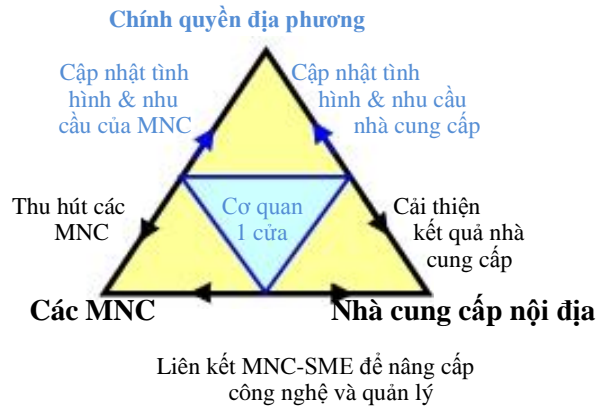 Chính quyền địa phương
Cập nhật tình
hình & nhu
cầu của MNC
Cập nhật tình
hình & nhu cầu
nhà cung cấp
Thu hút các
MNC
Cơ quan
1 cửa
Cải thiện
kết quả nhà
cung cấp
Các MNC
Nhà cung cấp nội địa
Liên kết MNC-SME để nâng cấp
công nghệ và quản lý